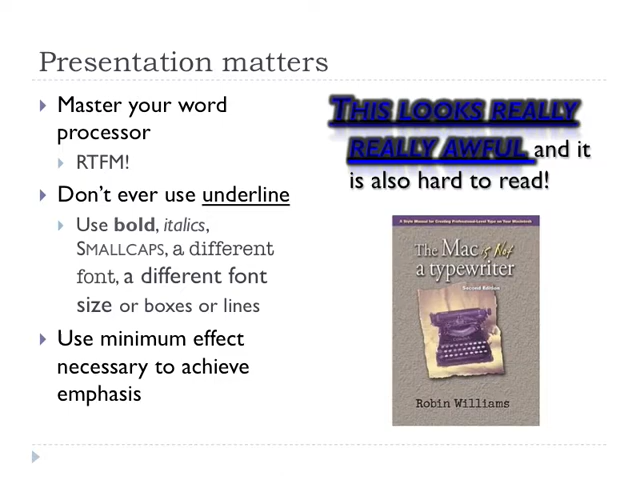 Presentation matters
Master your word
processor
RTFM!
Don't ever use underline
Use bold, italics,
SMALLCAPS, a different
font, a different font
size or boxes or lines
Use minimum effect
necessary to achieve
emphasis
THIS LOOKS REALLY
REALLY AWFUL and it
is also hard to read!
A Style Manual for Creating Professional-Level Type on Your Macintosh
The Mac is Not
a typewriter
Second Edition
Robin Williams